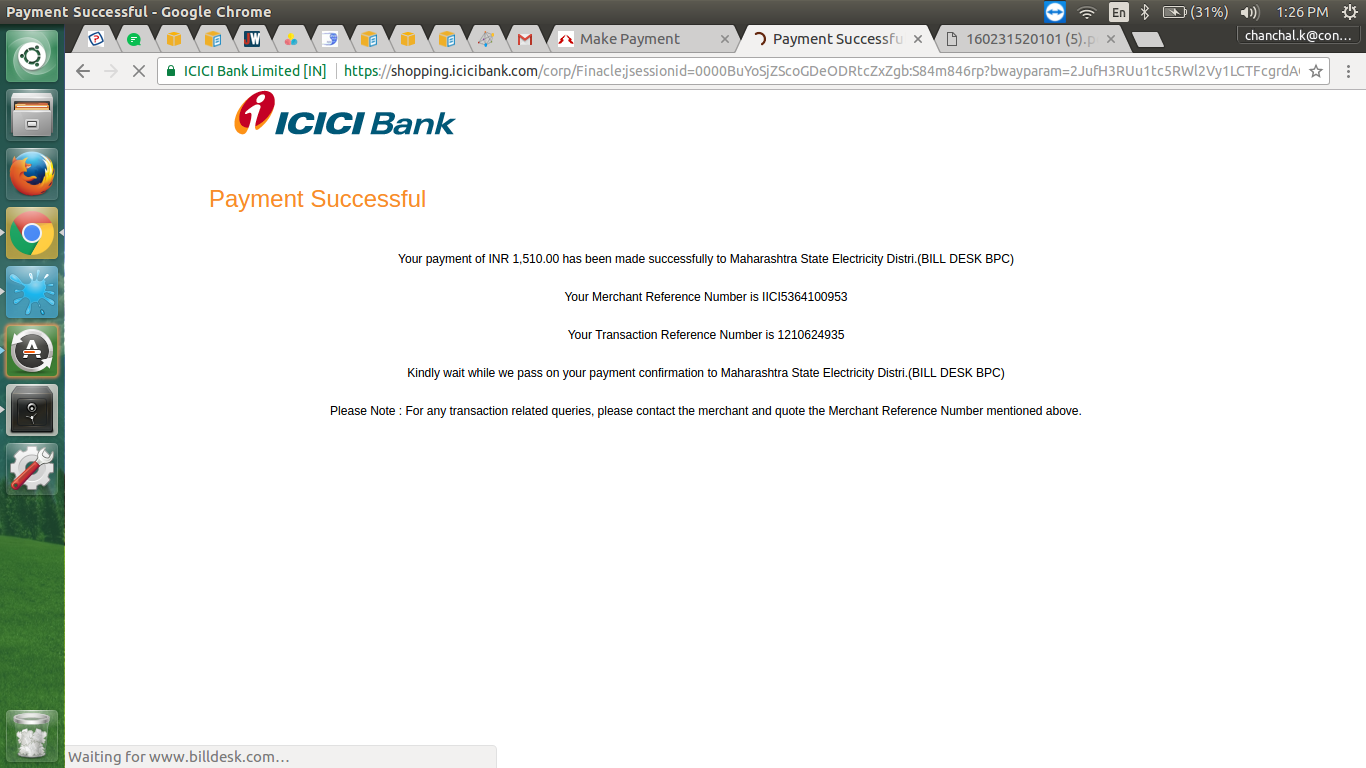 Payment Successful - Google Chrome
En
(31%)
1:26 PM
chanchal.k@con...
JW
Make Payment
Payment Successfu
160231520101 (5).p
ICICI Bank Limited [IN]
https://shopping.icicibank.com/corp/Finacle;jsessionid=0000BuYoSjZScoGDeODRtcZxZgb:S84m846rp?bwayparam=2JufH3RUu1tc5RWl2Vy1LCTFcgrdA
ICICI Bank
Payment Successful
Your payment of INR 1,510.00 has been made successfully to Maharashtra State Electricity Distri.(BILL DESK BPC)
Your Merchant Reference Number is IICI5364100953
Your Transaction Reference Number is 1210624935
Kindly wait while we pass on your payment confirmation to Maharashtra State Electricity Distri.(BILL DESK BPC)
Please Note : For any transaction related queries, please contact the merchant and quote the Merchant Reference Number mentioned above.
Waiting for www.billdesk.com...